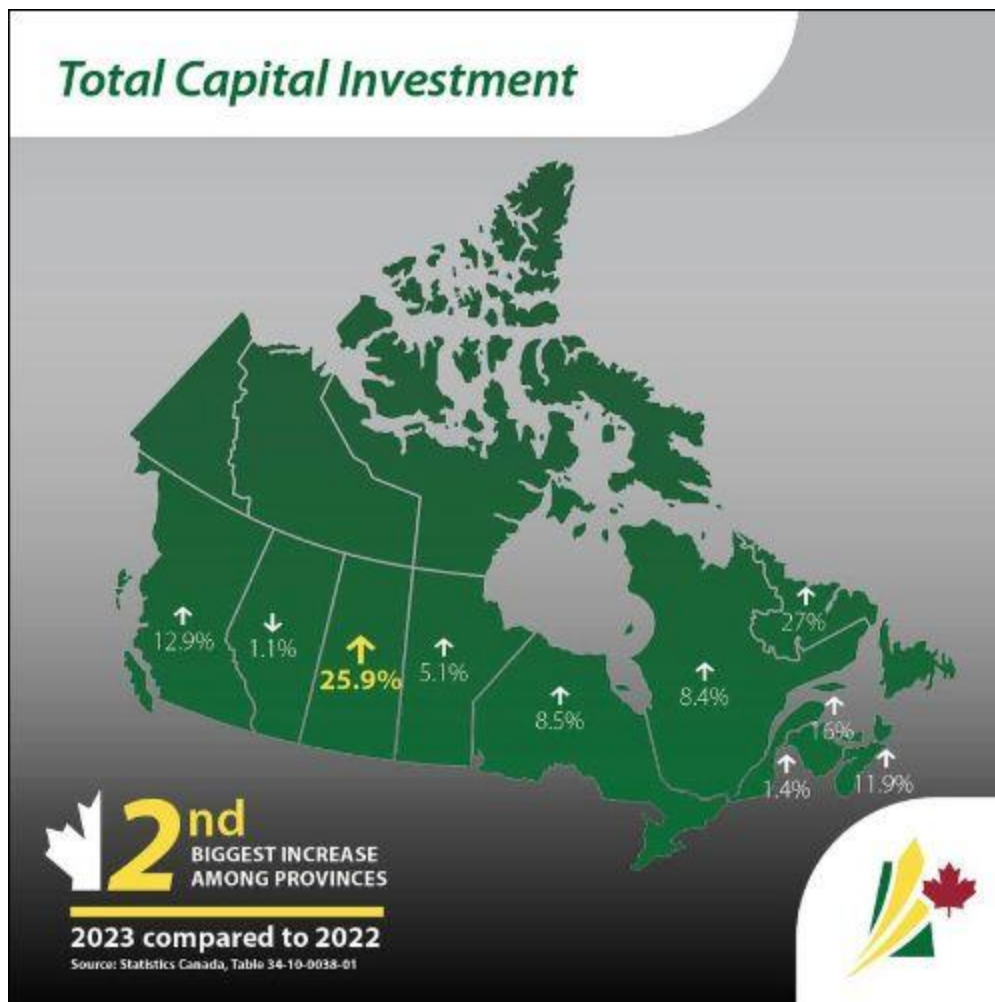 Total Capital Investment
27%
12.9%
1.1%
25.9%
5.1%
8.5%
8.4%
16%
1.4%
11.9%
2nd
BIGGEST INCREASE
AMONG PROVINCES
2023 compared to 2022
Source: Statistics Canada, Table 34-10-0038-01